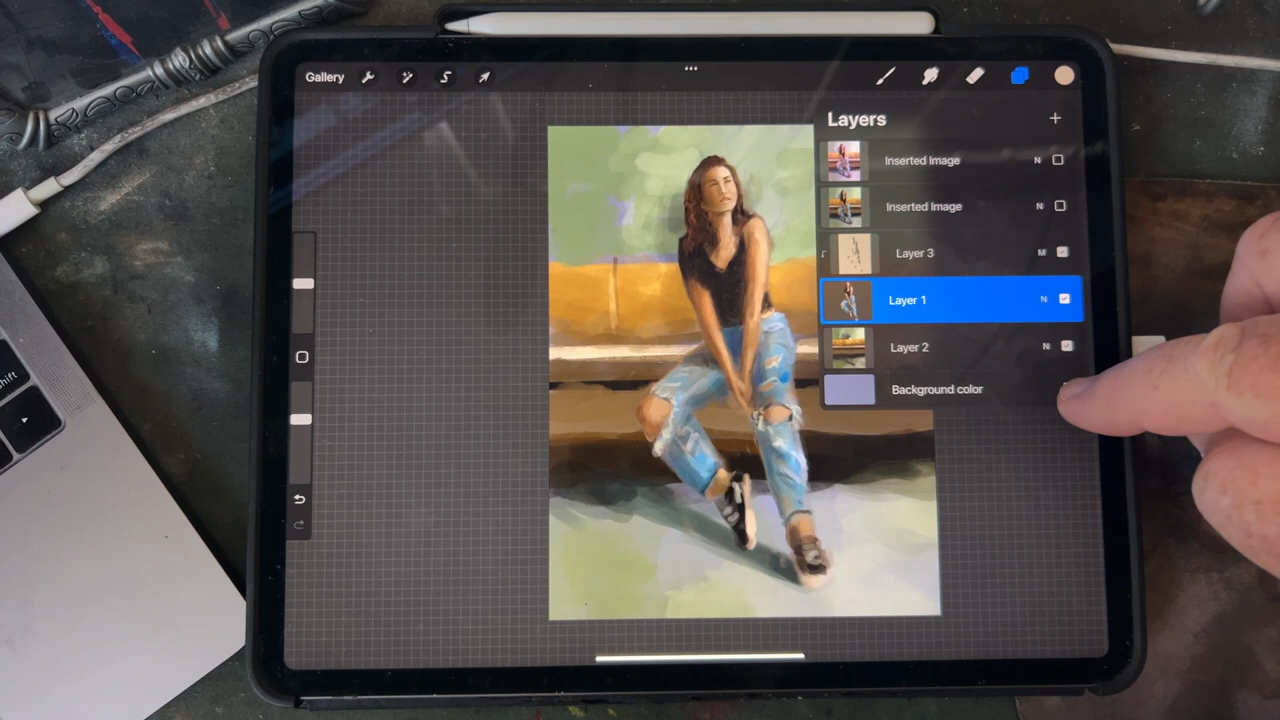 Gallery
Layers
Inserted Image N
Inserted Image N
Layer 3 M
Layer 1 N
Layer 2 N
Background color
shift